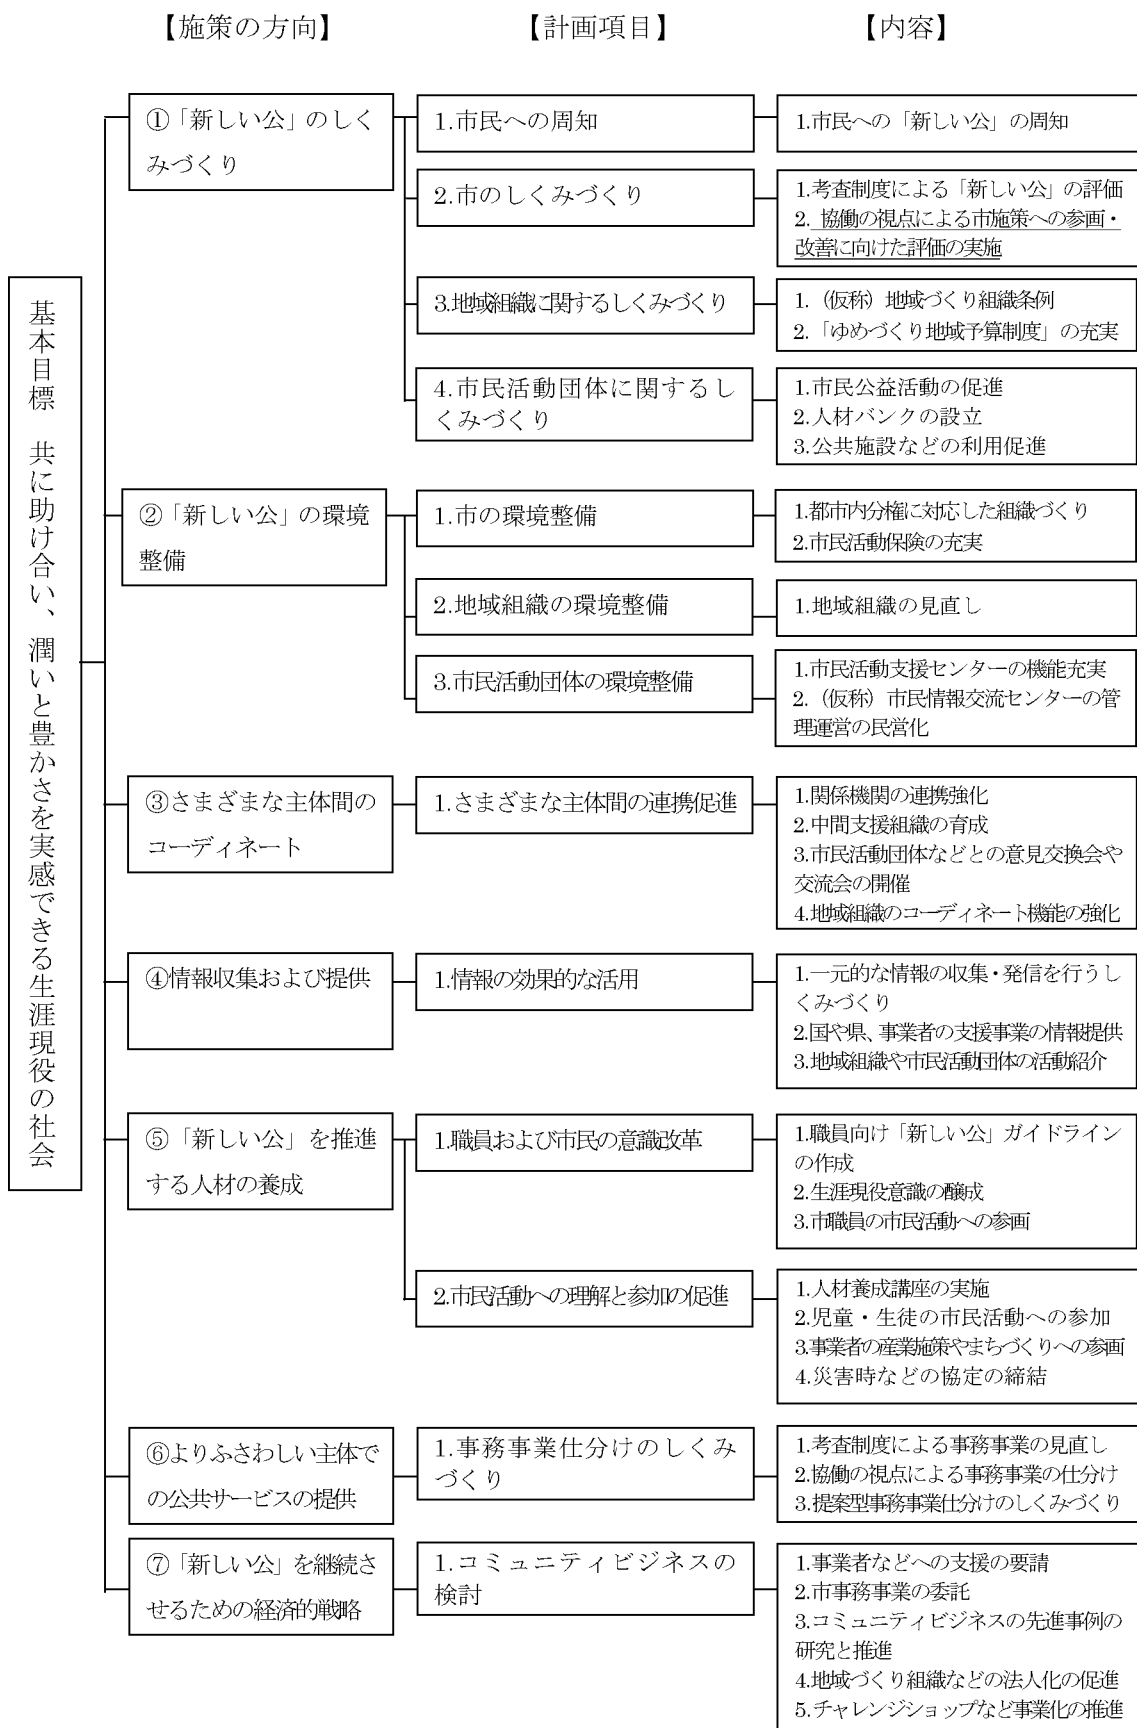 【施策の方向】
【計画項目】
【内容】
基本目標　共に助け合い、潤いと豊かさを実感できる生涯現役の社会
①「新しい公」のしく
みづくり
1.市民への周知
1.市民への「新しい公」の周知
2.市のしくみづくり
1.考査制度による「新しい公」の評価
2. 協働の視点による市施策への参画・
改善に向けた評価の実施
3.地域組織に関するしくみづくり
1.（仮称）地域づくり組織条例
2.「ゆめづくり地域予算制度」の充実
4.市民活動団体に関するし
くみづくり
1.市民公益活動の促進
2.人材バンクの設立
3.公共施設などの利用促進
②「新しい公」の環境
整備
1.市の環境整備
1.都市内分権に対応した組織づくり
2.市民活動保険の充実
2.地域組織の環境整備
1.地域組織の見直し
3.市民活動団体の環境整備
1.市民活動支援センターの機能充実
2.（仮称）市民情報交流センターの管
理運営の民営化
③さまざまな主体間の
コーディネート
1.さまざまな主体間の連携促進
1.関係機関の連携強化
2.中間支援組織の育成
3.市民活動団体などとの意見交換会や
交流会の開催
4.地域組織のコーディネート機能の強化
④情報収集および提供
1.情報の効果的な活用
1.一元的な情報の収集・発信を行うし
くみづくり
2.国や県、事業者の支援事業の情報提供
3.地域組織や市民活動団体の活動紹介
⑤「新しい公」を推進
する人材の養成
1.職員および市民の意識改革
1.職員向け「新しい公」ガイドライン
の作成
2.生涯現役意識の醸成
3.市職員の市民活動への参画
2.市民活動への理解と参加の促進
1.人材養成講座の実施
2.児童・生徒の市民活動への参加
3.事業者の産業施策やまちづくりへの参画
4.災害時などの協定の締結
⑥よりふさわしい主体で
の公共サービスの提供
1.事務事業仕分けのしくみ
づくり
1.考査制度による事務事業の見直し
2.協働の視点による事務事業の仕分け
3.提案型事務事業仕分けのしくみづくり
⑦「新しい公」を継続さ
せるための経済的戦略
1.コミュニティビジネスの
検討
1.事業者などへの支援の要請
2.市事務事業の委託
3.コミュニティビジネスの先進事例の
研究と推進
4.地域づくり組織などの法人化の促進
5.チャレンジショップなど事業化の推進